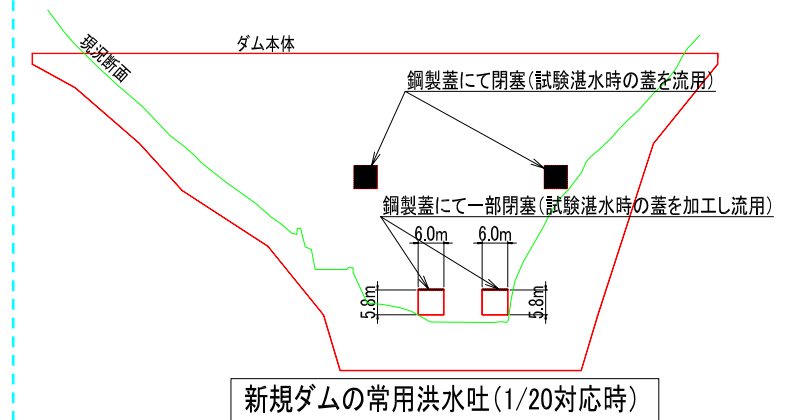 ダム本体
現況断面
鋼製蓋にて閉塞(試験湛水時の蓋を流用)
鋼製蓋にて一部閉塞(試験湛水時の蓋を加工し流用)
6.0m
6.0m
5.8m
5.8m
新規ダムの常用洪水吐(1/20対応時)